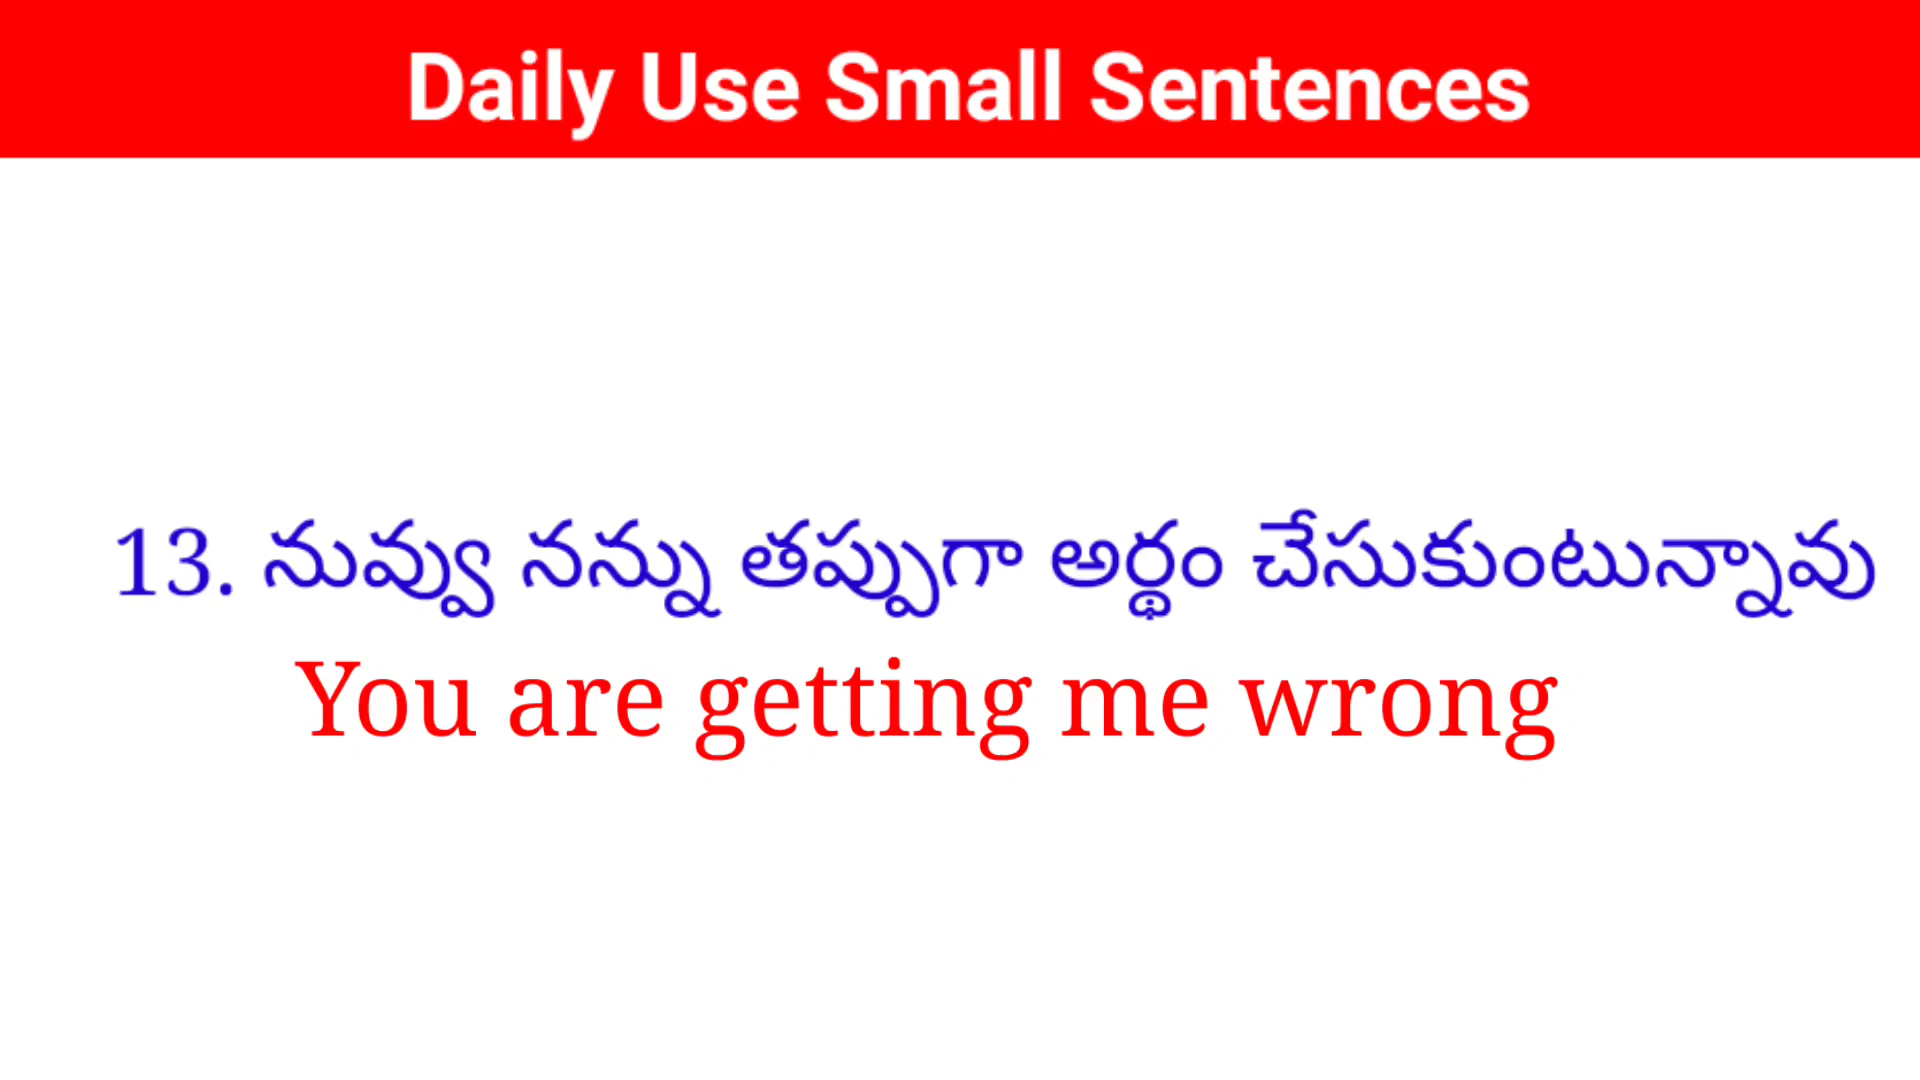 Daily Use Small Sentences
13. నువ్వు నన్ను తప్పుగా అర్థం చేసుకుంటున్నావు
You are getting me wrong